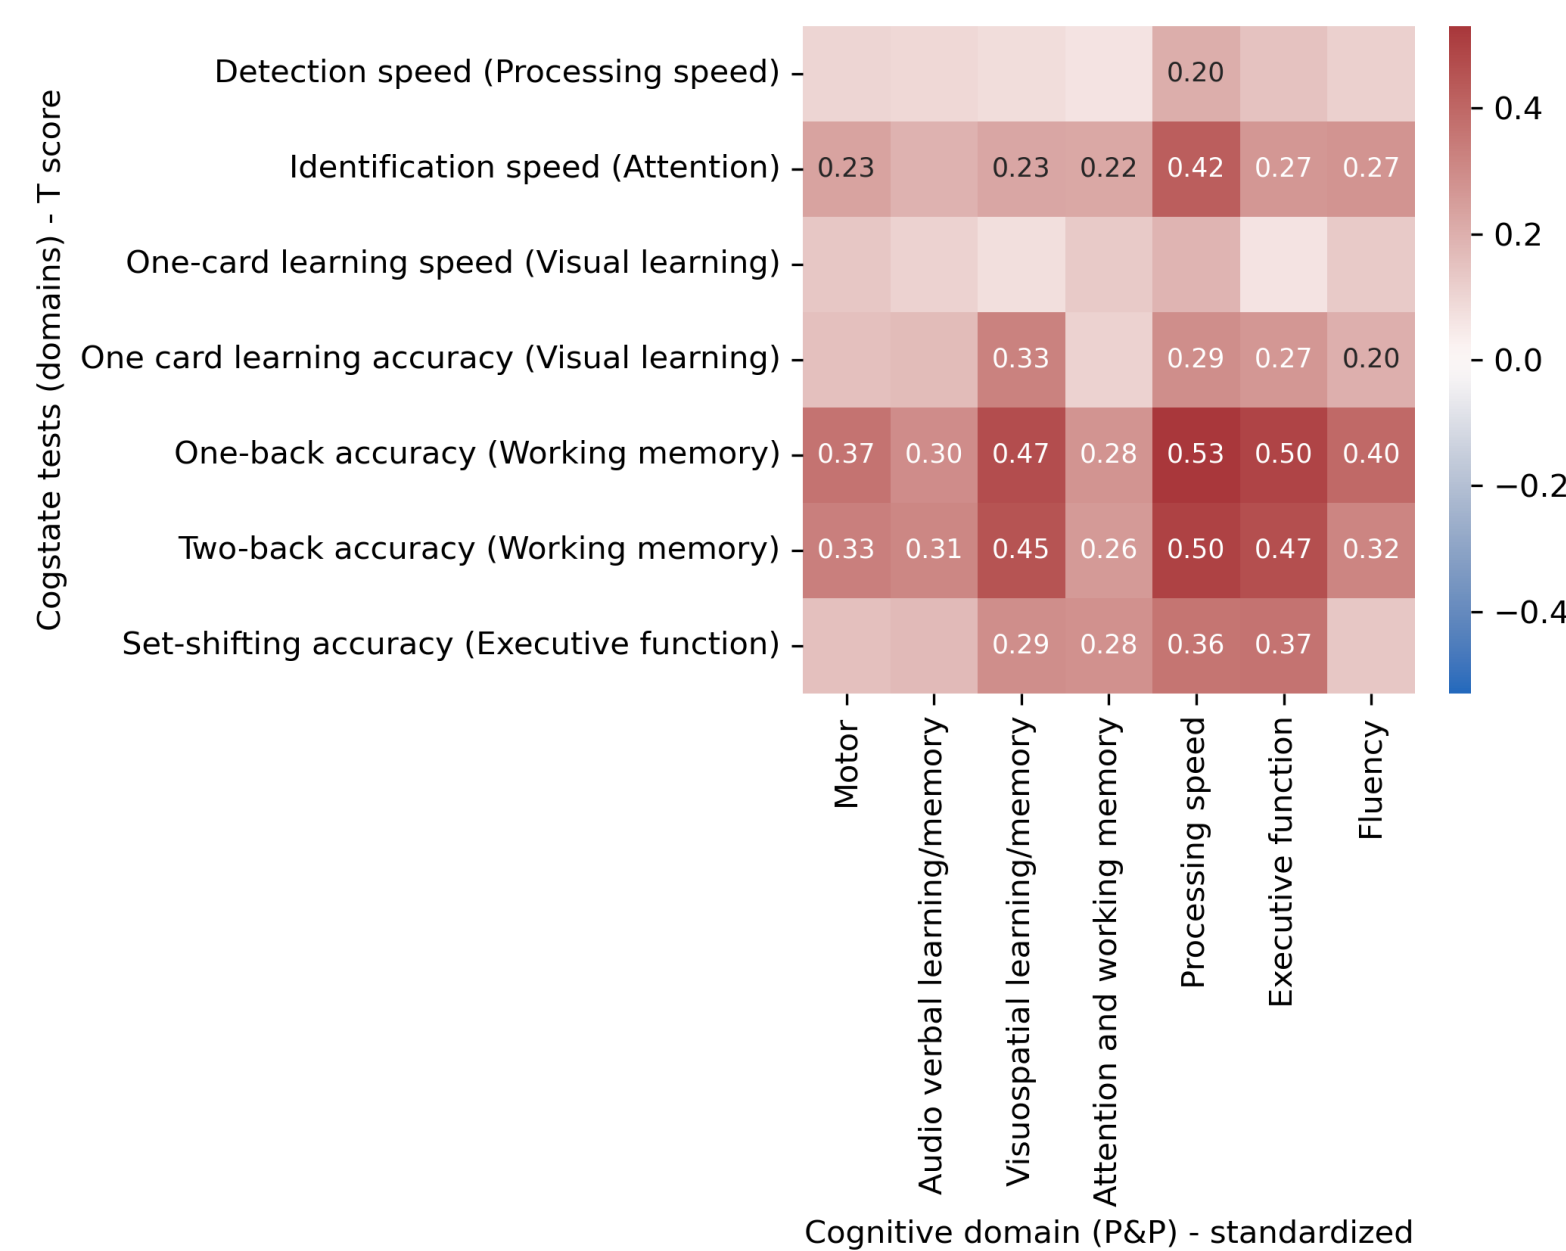 Cogstate tests (domains) - T score
Detection speed (Processing speed)
0.20
Identification speed (Attention)
0.23 0.23 0.22 0.42 0.27 0.27
One-card learning speed (Visual learning)
One card learning accuracy (Visual learning)
0.33 0.29 0.27 0.20
One-back accuracy (Working memory)
0.37 0.30 0.47 0.28 0.53 0.50 0.40
Two-back accuracy (Working memory)
0.33 0.31 0.45 0.26 0.50 0.47 0.32
Set-shifting accuracy (Executive function)
0.29 0.28 0.36 0.37
Motor
Audio verbal learning/memory
Visuospatial learning/memory
Attention and working memory
Processing speed
Executive function
Fluency
Cognitive domain (P&P) - standardized
0.4
0.2
0.0
−0.2
−0.4